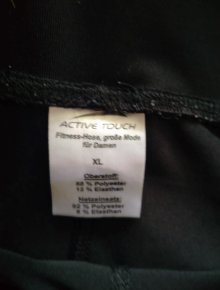 ACTIVE TOUCH
Fitness-Hose, große Mode
für Damen
XL
Oberstoff:
88 % Polyester
12 % Elasthan
Netzeinsatz:
92 % Polyester
8 % Elasthan